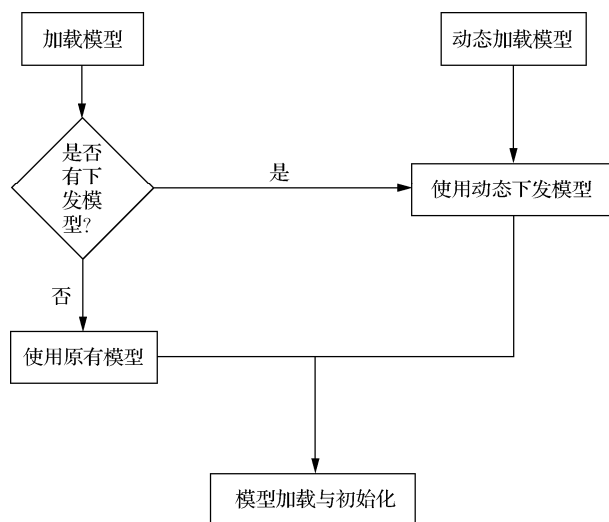 加载模型
动态加载模型
是否
有下
发模
型?
是
使用动态下发模型
否
使用原有模型
模型加载与初始化